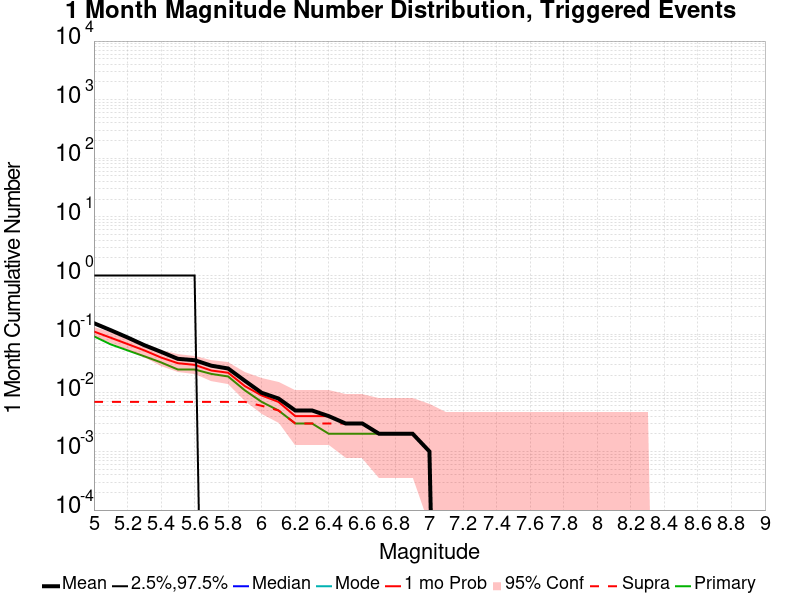 1 Month Magnitude Number Distribution, Triggered Events
10^4
10^3
10^2
10^1
10^0
10^-1
10^-2
10^-3
10^-4
1 Month Cumulative Number
5 5.2 5.4 5.6 5.8 6 6.2 6.4 6.6 6.8 7 7.2 7.4 7.6 7.8 8 8.2 8.4 8.6 8.8 9
Magnitude
Mean 2.5%,97.5% Median Mode 1 mo Prob 95% Conf Supra Primary